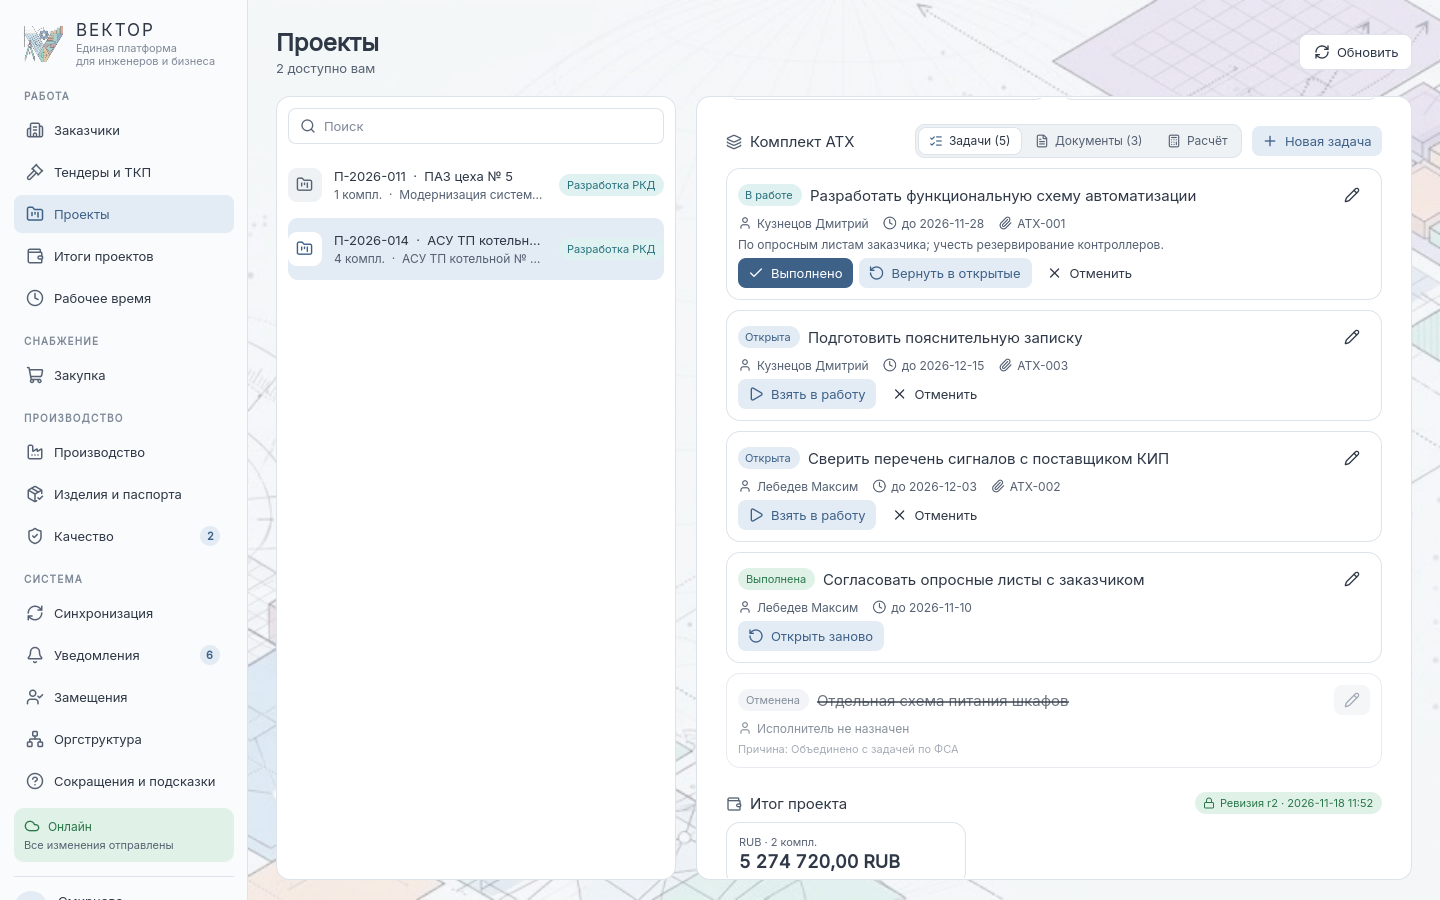 ВЕКТОР
Единая платформа
для инженеров и бизнеса
РАБОТА
Заказчики
Тендеры и ТКП
Проекты
Итоги проектов
Рабочее время
СНАБЖЕНИЕ
Закупка
ПРОИЗВОДСТВО
Производство
Изделия и паспорта
Качество 2
СИСТЕМА
Синхронизация
Уведомления 6
Замещения
Оргструктура
Сокращения и подсказки
Онлайн
Все изменения отправлены
Проекты
2 доступно вам
Обновить
Поиск
П-2026-011 · ПАЗ цеха № 5
1 компл. · Модернизация систем...
Разработка РКД
П-2026-014 · АСУ ТП котельн...
4 компл. · АСУ ТП котельной № ...
Разработка РКД
Комплект АТХ
Задачи (5)
Документы (3)
Расчёт
Новая задача
В работе Разработать функциональную схему автоматизации
Кузнецов Дмитрий до 2026-11-28 АТХ-001
По опросным листам заказчика; учесть резервирование контроллеров.
Выполнено Вернуть в открытые Отменить
Открыта Подготовить пояснительную записку
Кузнецов Дмитрий до 2026-12-15 АТХ-003
Взять в работу Отменить
Открыта Сверить перечень сигналов с поставщиком КИП
Лебедев Максим до 2026-12-03 АТХ-002
Взять в работу Отменить
Выполнена Согласовать опросные листы с заказчиком
Лебедев Максим до 2026-11-10
Открыть заново
Отменена Отдельная схема питания шкафов
Исполнитель не назначен
Причина: Объединено с задачей по ФСА
Итог проекта
Ревизия r2 · 2026-11-18 11:52
RUB · 2 компл.
5 274 720,00 RUB